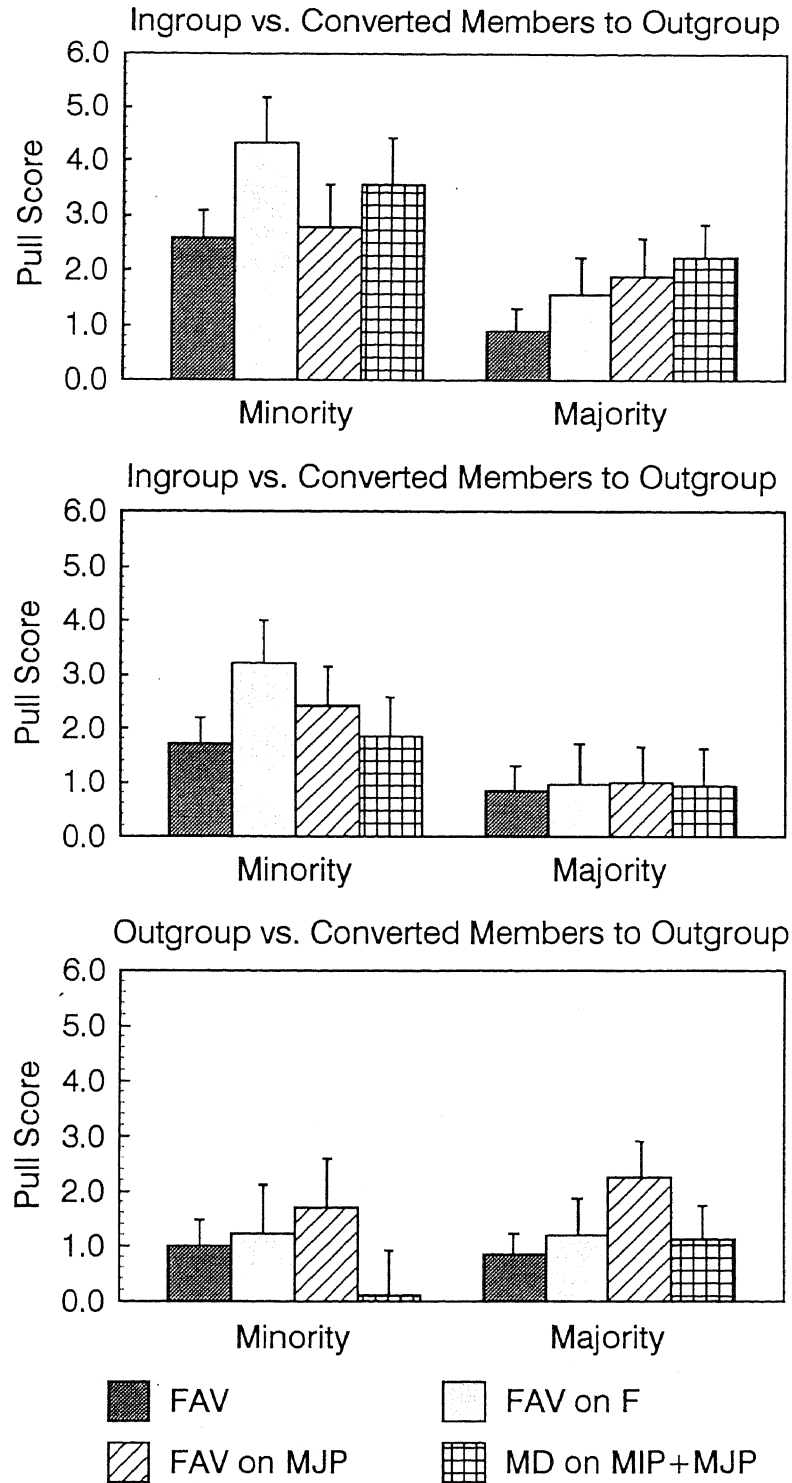 Ingroup vs. Converted Members to Outgroup
6.0
5.0
4.0
3.0
2.0
1.0
0.0
Pull Score
Minority Majority
Ingroup vs. Converted Members to Outgroup
6.0
5.0
4.0
3.0
2.0
1.0
0.0
Pull Score
Minority Majority
Outgroup vs. Converted Members to Outgroup
6.0
5.0
4.0
3.0
2.0
1.0
0.0
Pull Score
Minority Majority
FAV FAV on F
FAV on MJP MD on MIP+MJP